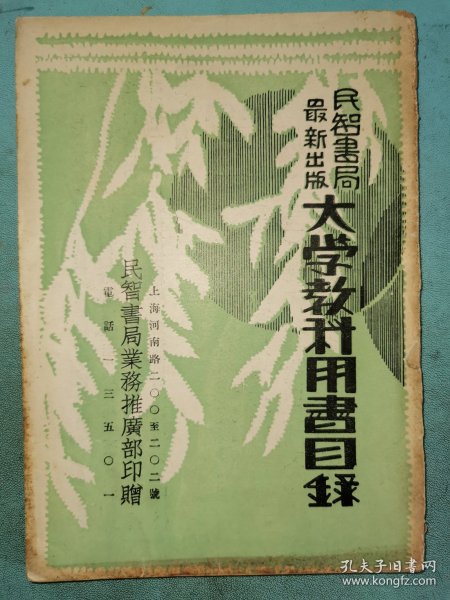 民智書局
最新出版
大学教科用書目錄
上海河南路二〇〇至二〇二號
民智書局業務推廣部印贈
電話一三五〇一
孔夫子旧书网
www.kongfz.com